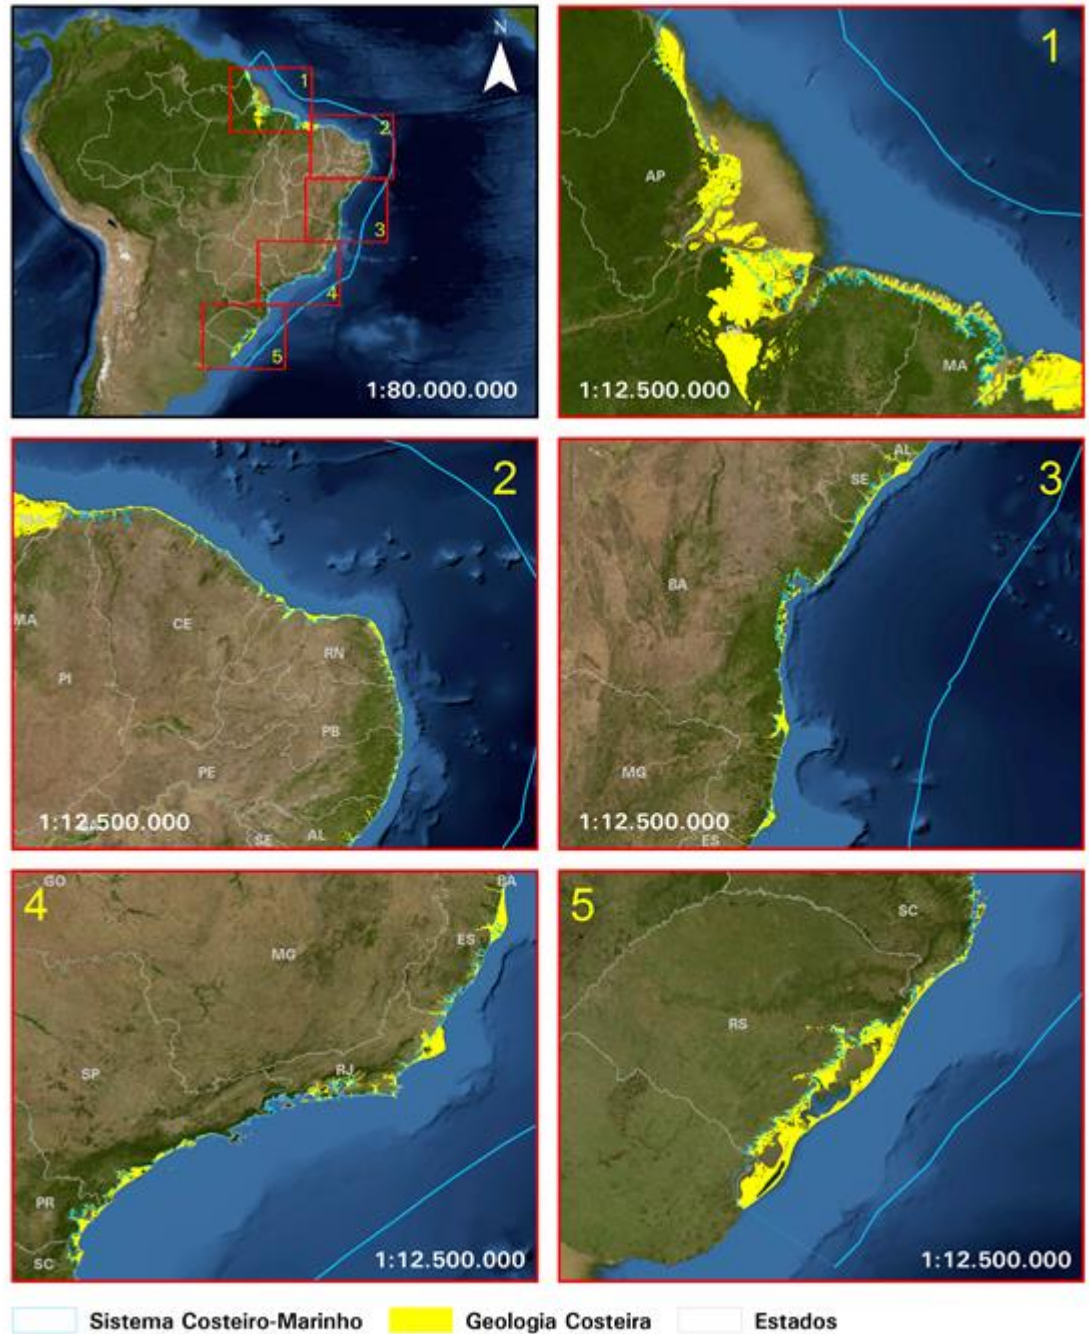 N
1
2
3
4
5
1:80.000.000
1
AP
MA
1:12.500.000
2
MA
CE
RN
PI
PB
PE
1:12.500.000
SE
AL
3
AL
SE
BA
MG
1:12.500.000
ES
4
GO
BA
ES
MG
RJ
SP
PR
1:12.500.000
SC
5
SC
RS
1:12.500.000
Sistema Costeiro-Marinho
Geologia Costeira
Estados